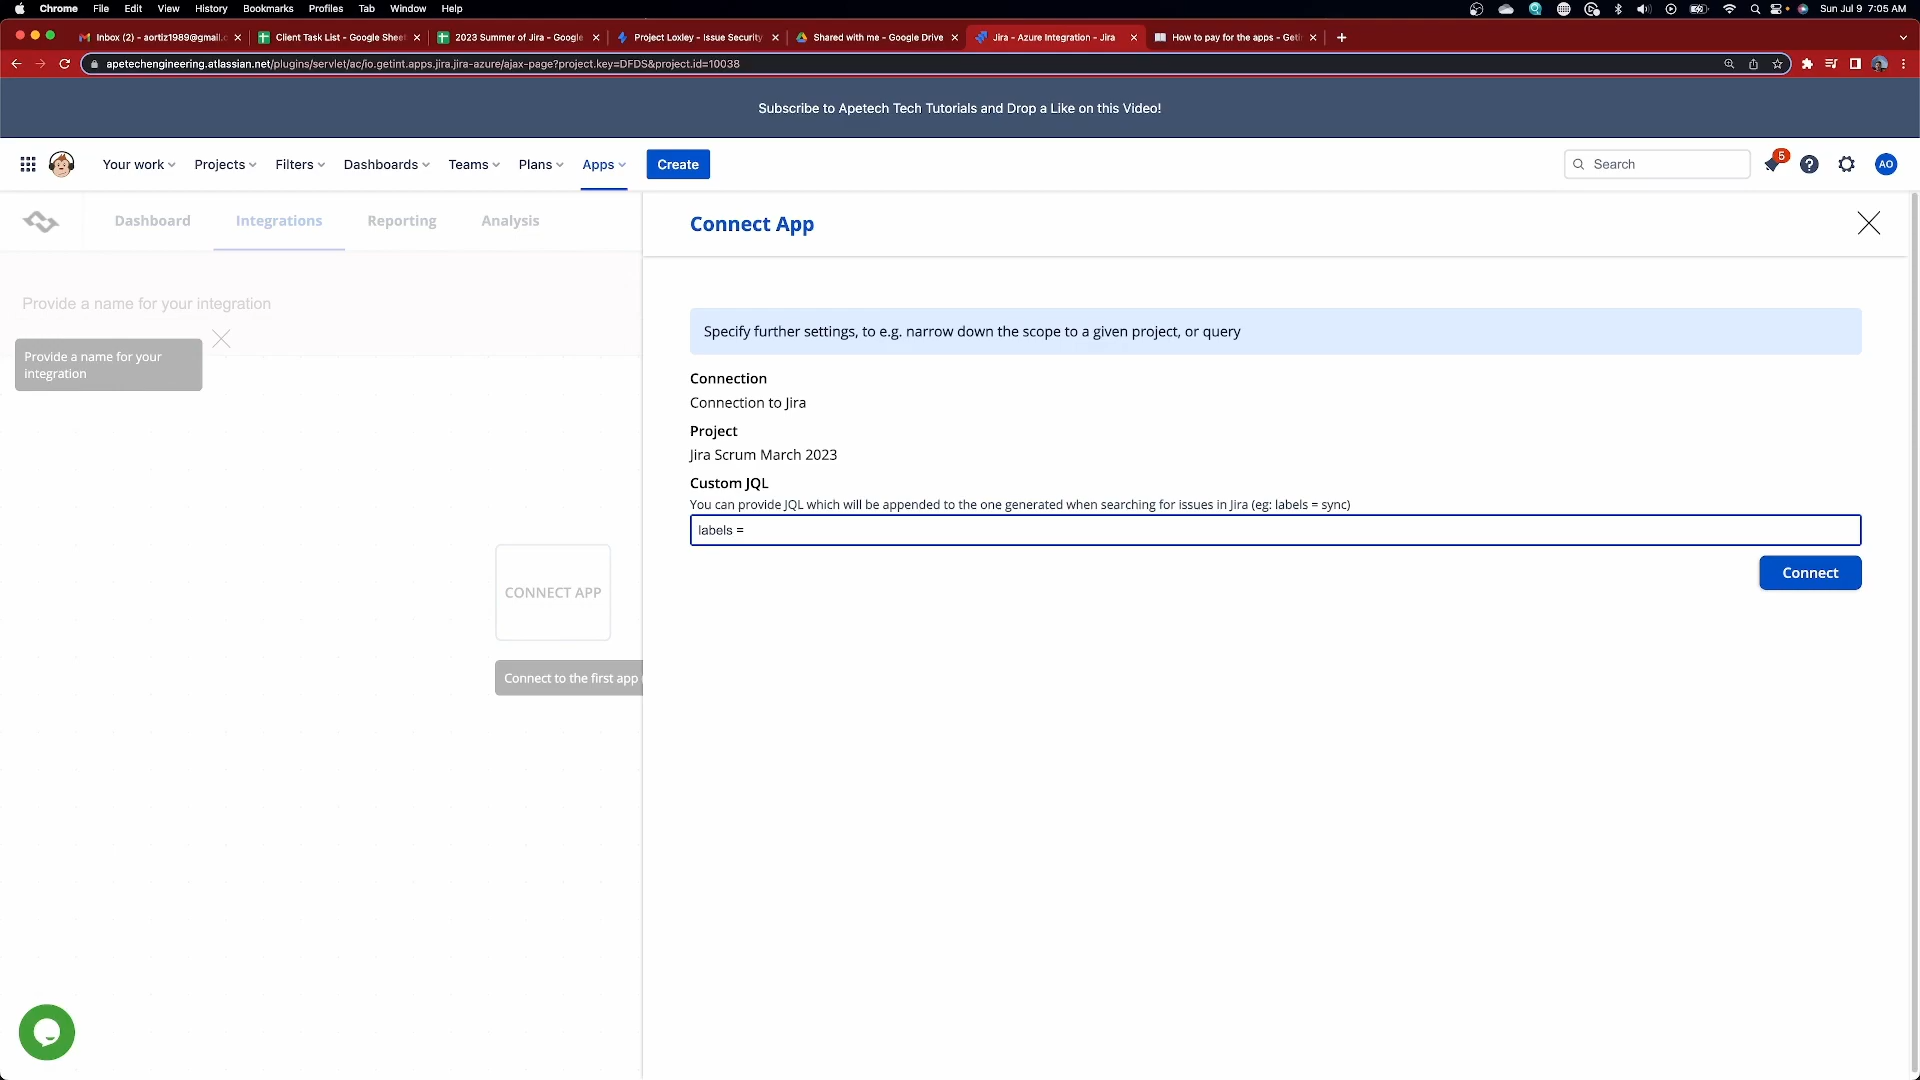 Chrome File Edit View History Bookmarks Profiles Tab Window Help Sun Jul 9 7:05 AM
Inbox (2) - aortiz1989@gmail. Client Task List - Google Sheet 2023 Summer of Jira - Google Project Loxley - Issue Security Shared with me - Google Drive Jira - Azure Integration - Jira How to pay for the apps - Geti
apetechengineering.atlassian.net/plugins/servlet/ac/io.getint.apps.jira.jira-azure/ajax-page?project.key=DFDS&project.id=10038
Subscribe to Apetech Tech Tutorials and Drop a Like on this Video!
Your work Projects Filters Dashboards Teams Plans Apps Create Search 5 AO
Dashboard Integrations Reporting Analysis
Connect App
Provide a name for your integration
Provide a name for your
integration
Specify further settings, to e.g. narrow down the scope to a given project, or query
Connection
Connection to Jira
Project
Jira Scrum March 2023
Custom JQL
You can provide JQL which will be appended to the one generated when searching for issues in Jira (eg: labels = sync)
labels =
Connect
CONNECT APP
Connect to the first app